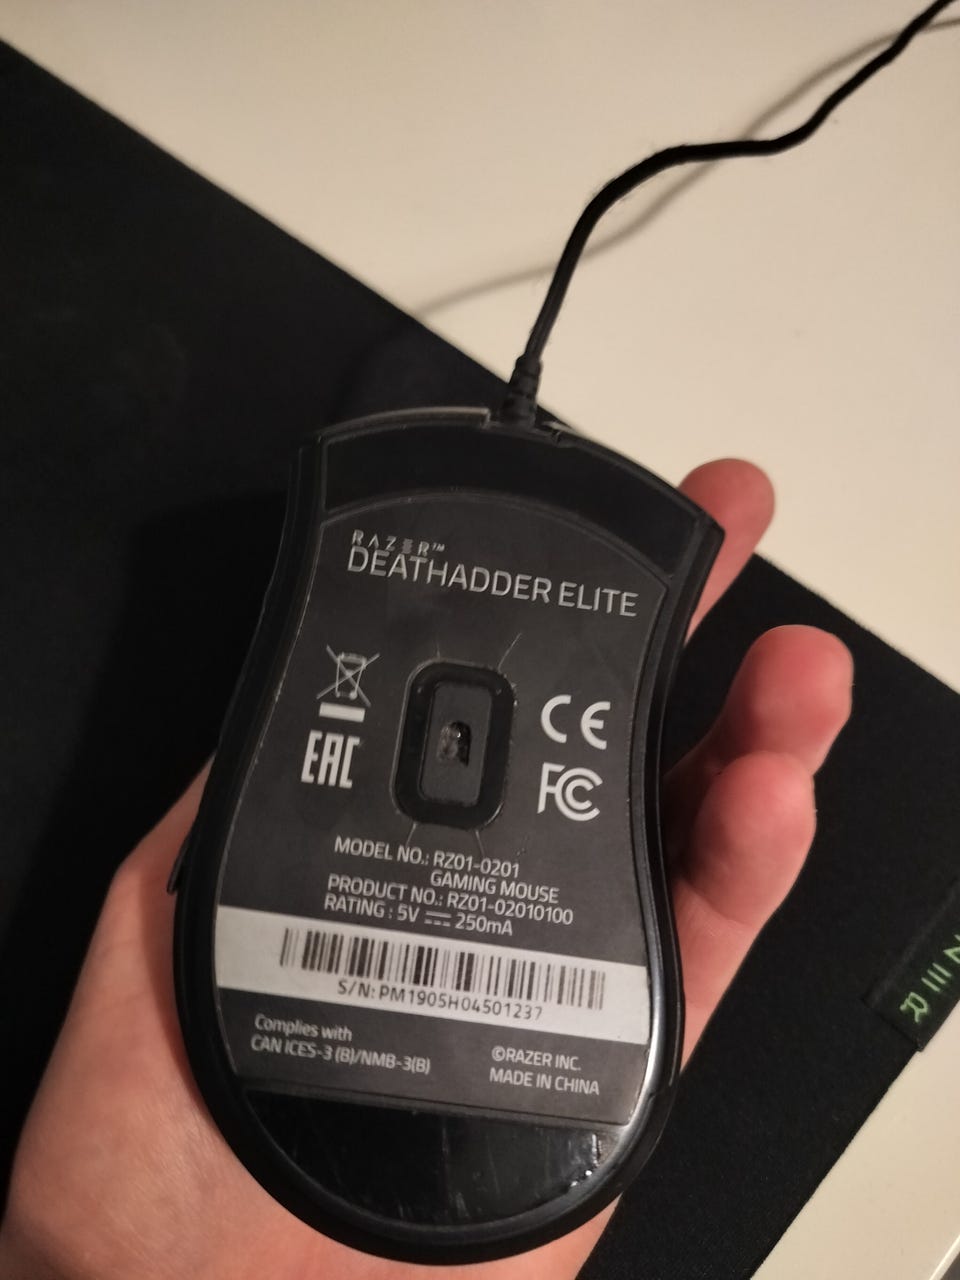 RAZER™
DEATHADDER ELITE
EAC
CE
FC
MODEL NO.: RZ01-0201
GAMING MOUSE
PRODUCT NO.: RZ01-02010100
RATING : 5V ⎓ 250mA
S/N: PM1905H04501237
Complies with
CAN ICES-3 (B)/NMB-3(B)
©RAZER INC.
MADE IN CHINA